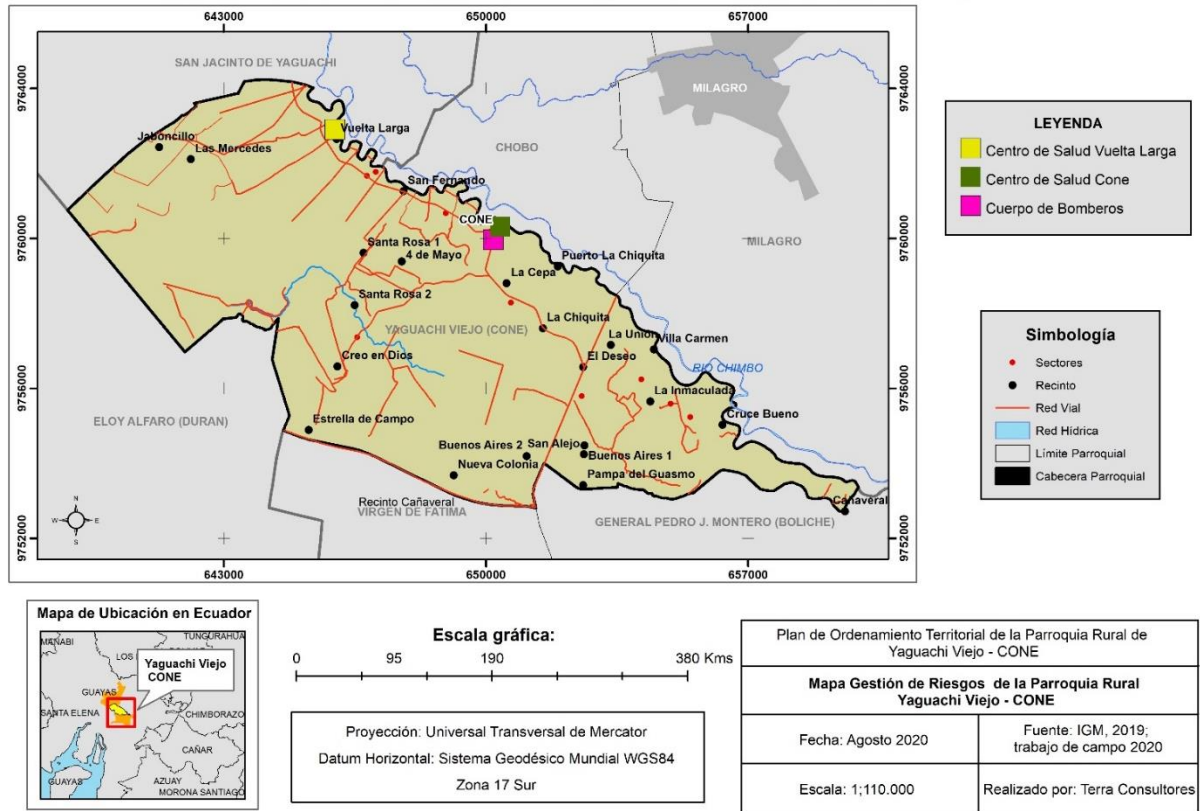 643000
650000
657000
9764000
9764000
9760000
9760000
9756000
9756000
9752000
9752000
SAN JACINTO DE YAGUACHI
MILAGRO
Vuelta Larga
Jaboncillo
Las Mercedes
CHOBO
San Fernando
CONE
MILAGRO
Santa Rosa 1
4 de Mayo
Puerto La Chiquita
La Cepa
Santa Rosa 2
YAGUACHI VIEJO (CONE)
La Chiquita
La Unión
Villa Carmen
Creo en Dios
El Deseo
RIO CHIMBO
La Inmaculada
ELOY ALFARO (DURAN)
Estrella de Campo
Cruce Bueno
Buenos Aires 2
San Alejo
Buenos Aires 1
Nueva Colonia
Pampa del Guasmo
Recinto Cañaveral
VIRGEN DE FATIMA
Cañaveral
GENERAL PEDRO J. MONTERO (BOLICHE)
N
W
E
S
643000
650000
657000
LEYENDA
Centro de Salud Vuelta Larga
Centro de Salud Cone
Cuerpo de Bomberos
Simbología
Sectores
Recinto
Red Vial
Red Hídrica
Límite Parroquial
Cabecera Parroquial
Mapa de Ubicación en Ecuador
MANABI
TUNGURAHUA
LOS
Yaguachi Viejo
CONE
GUAYAS
SANTA ELENA
CHIMBORAZO
CAÑAR
GUAYAS
AZUAY
MORONA SANTIAGO
Escala gráfica:
0 95 190 380 Kms
Proyección: Universal Transversal de Mercator
Datum Horizontal: Sistema Geodésico Mundial WGS84
Zona 17 Sur
Plan de Ordenamiento Territorial de la Parroquia Rural de
Yaguachi Viejo - CONE
Mapa Gestión de Riesgos de la Parroquia Rural
Yaguachi Viejo - CONE
Fecha: Agosto 2020
Fuente: IGM, 2019;
trabajo de campo 2020
Escala: 1;110.000
Realizado por: Terra Consultores